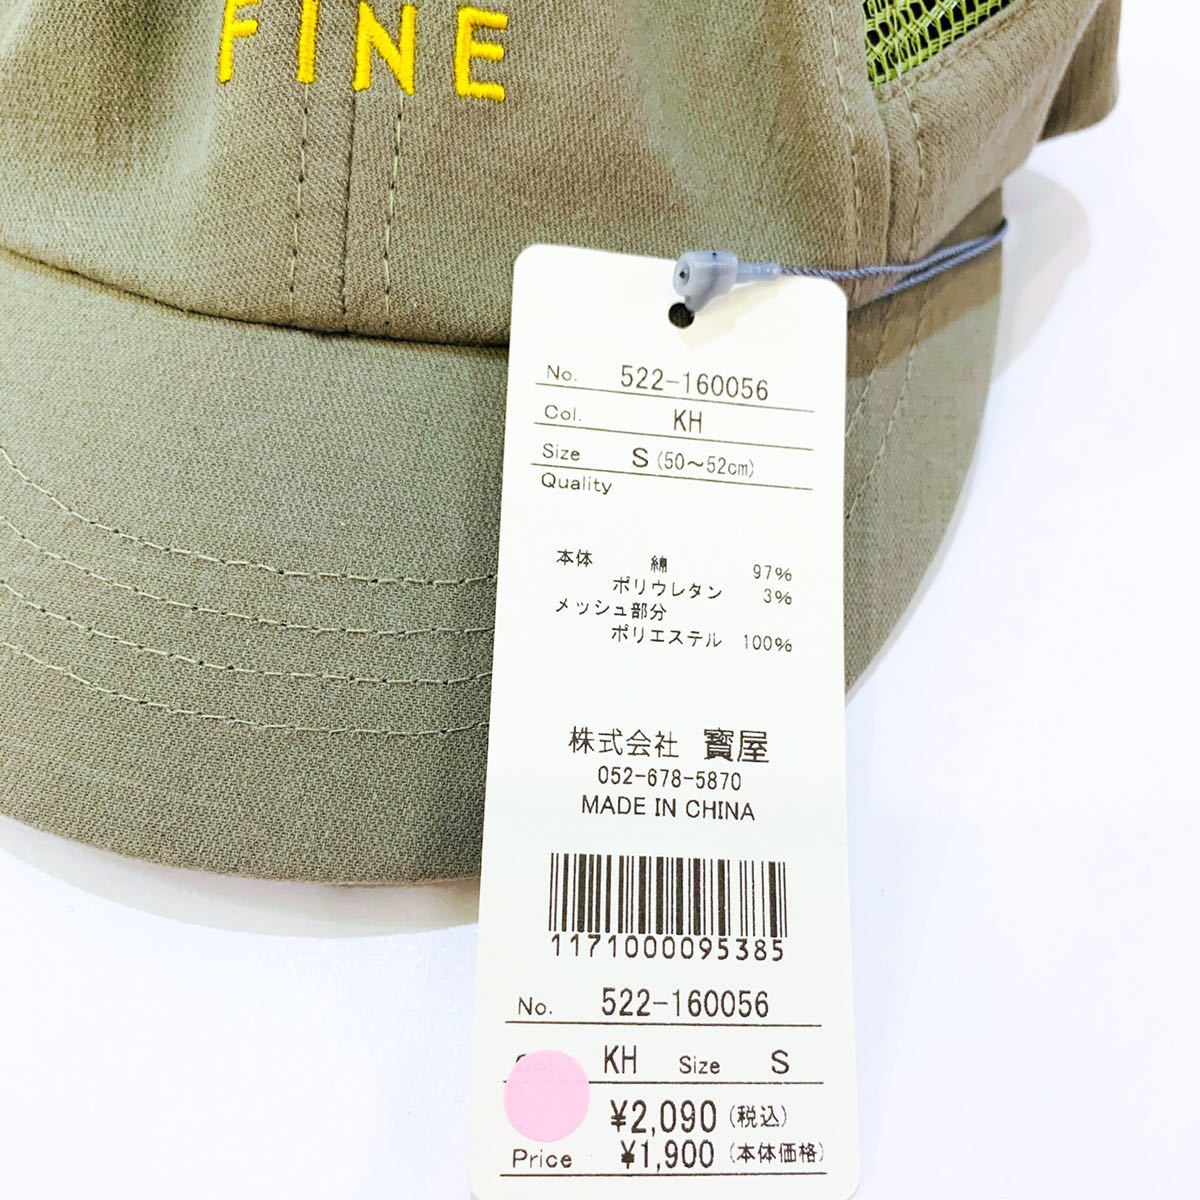 FINE
No. 522-160056
Col. KH
Size S (50～52cm)
Quality
本体 綿 97%
ポリウレタン 3%
メッシュ部分
ポリエステル 100%
株式会社 寳屋
052-678-5870
MADE IN CHINA
1171000095385
No. 522-160056
KH Size S
¥2,090 (税込)
Price ¥1,900 (本体価格)